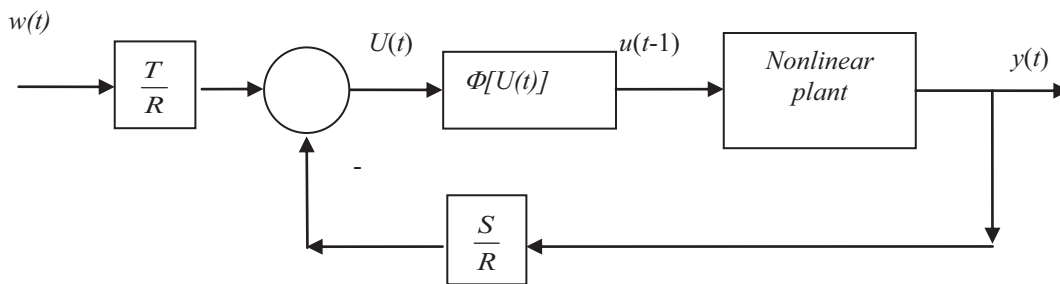 w(t)
T
R
U(t)
Φ[U(t)]
u(t-1)
Nonlinear
plant
y(t)
-
S
R